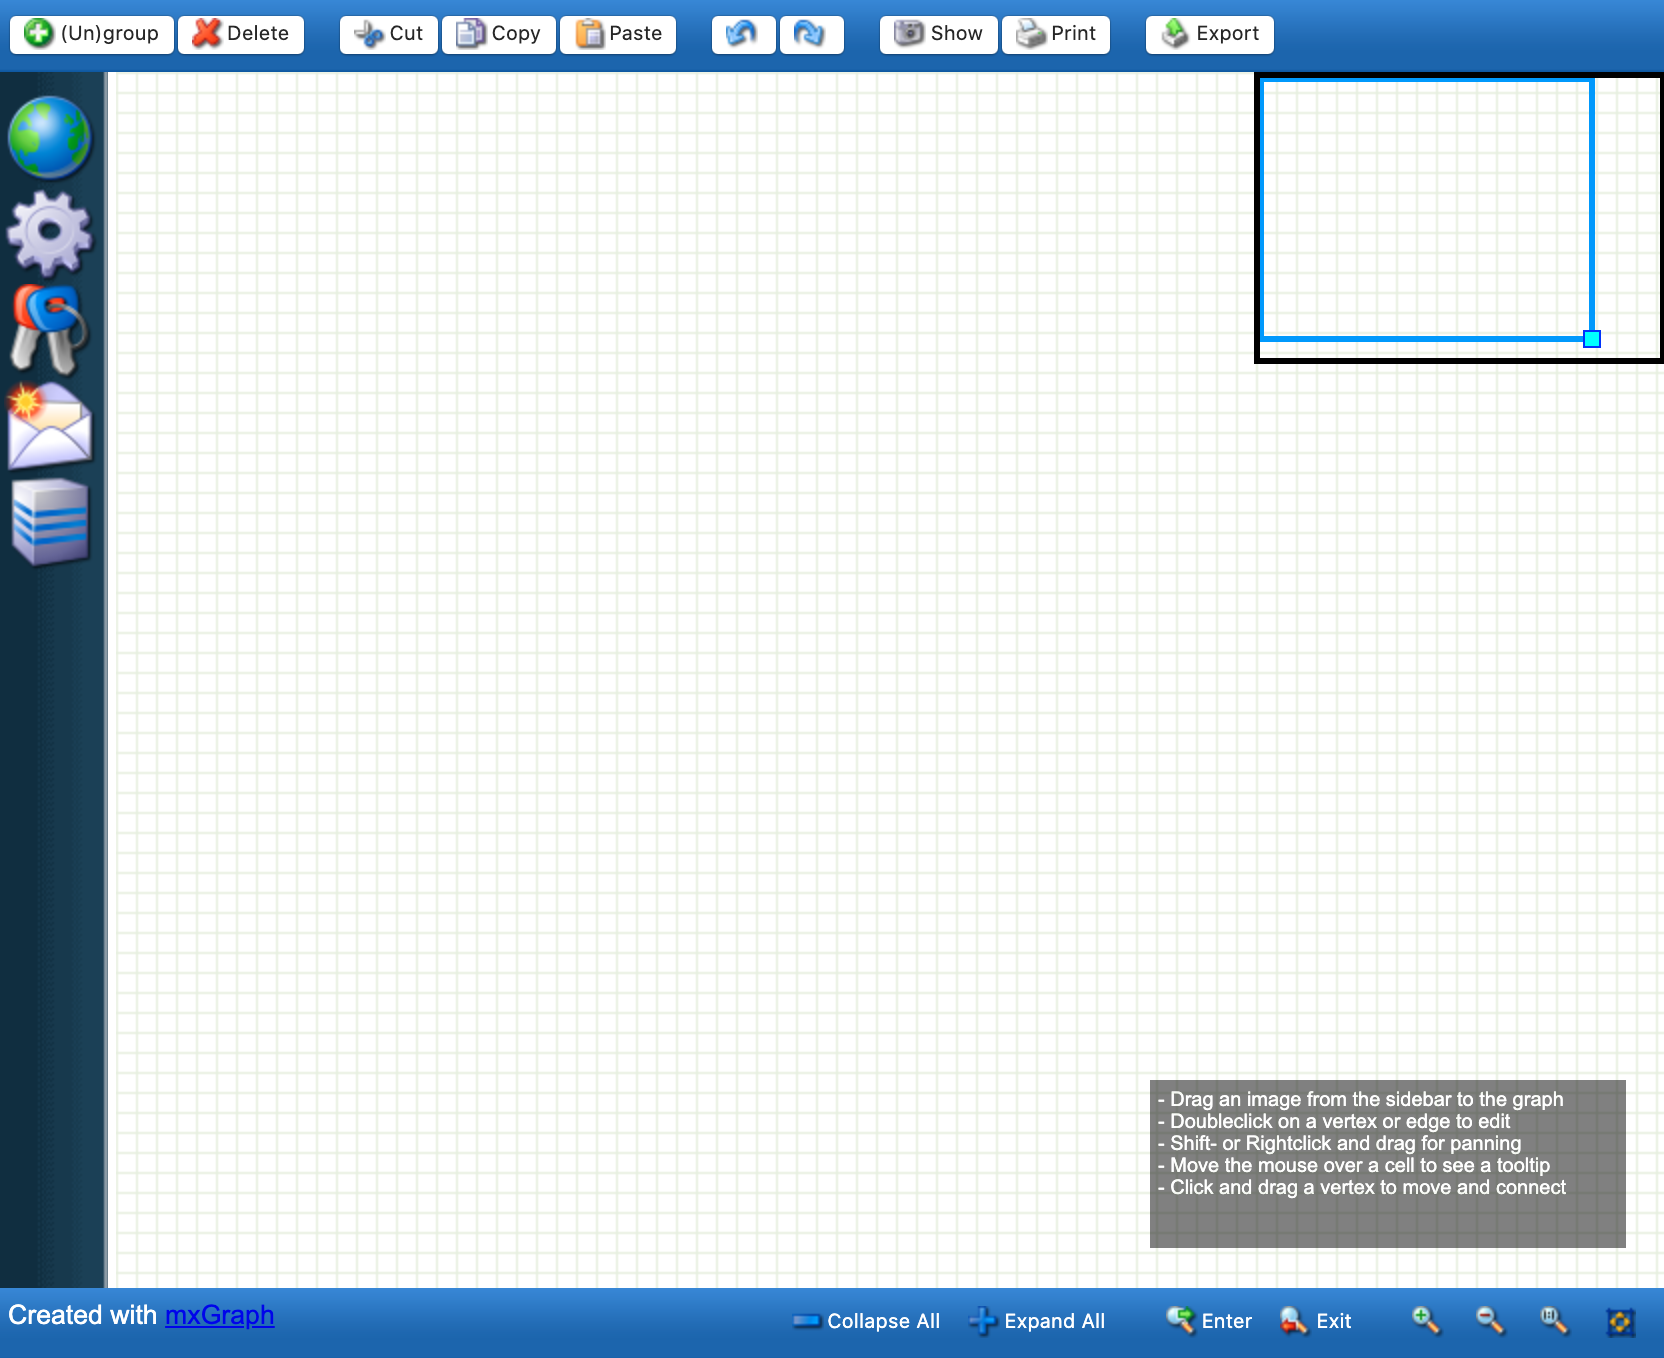 (Un)group Delete Cut Copy Paste Show Print Export
- Drag an image from the sidebar to the graph
- Doubleclick on a vertex or edge to edit
- Shift- or Rightclick and drag for panning
- Move the mouse over a cell to see a tooltip
- Click and drag a vertex to move and connect
Created with mxGraph Collapse All Expand All Enter Exit